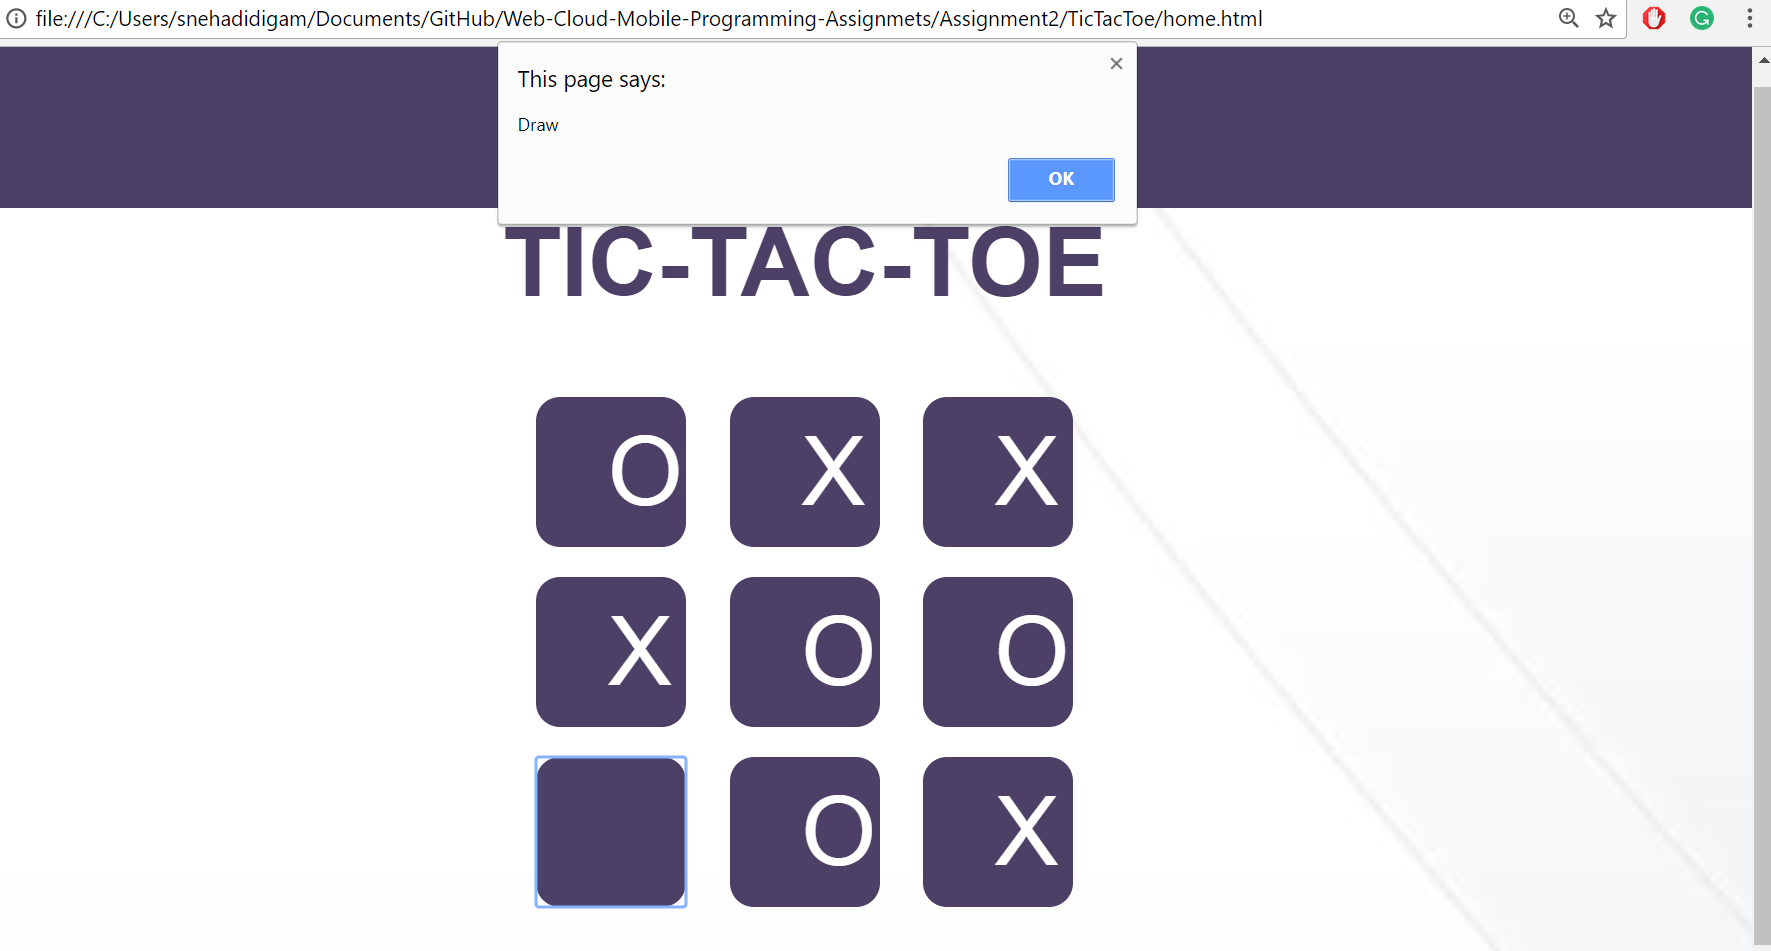 file:///C:/Users/snehadidigam/Documents/GitHub/Web-Cloud-Mobile-Programming-Assignmets/Assignment2/TicTacToe/home.html
This page says:
Draw
OK
TIC-TAC-TOE
O X X
X O O
O X